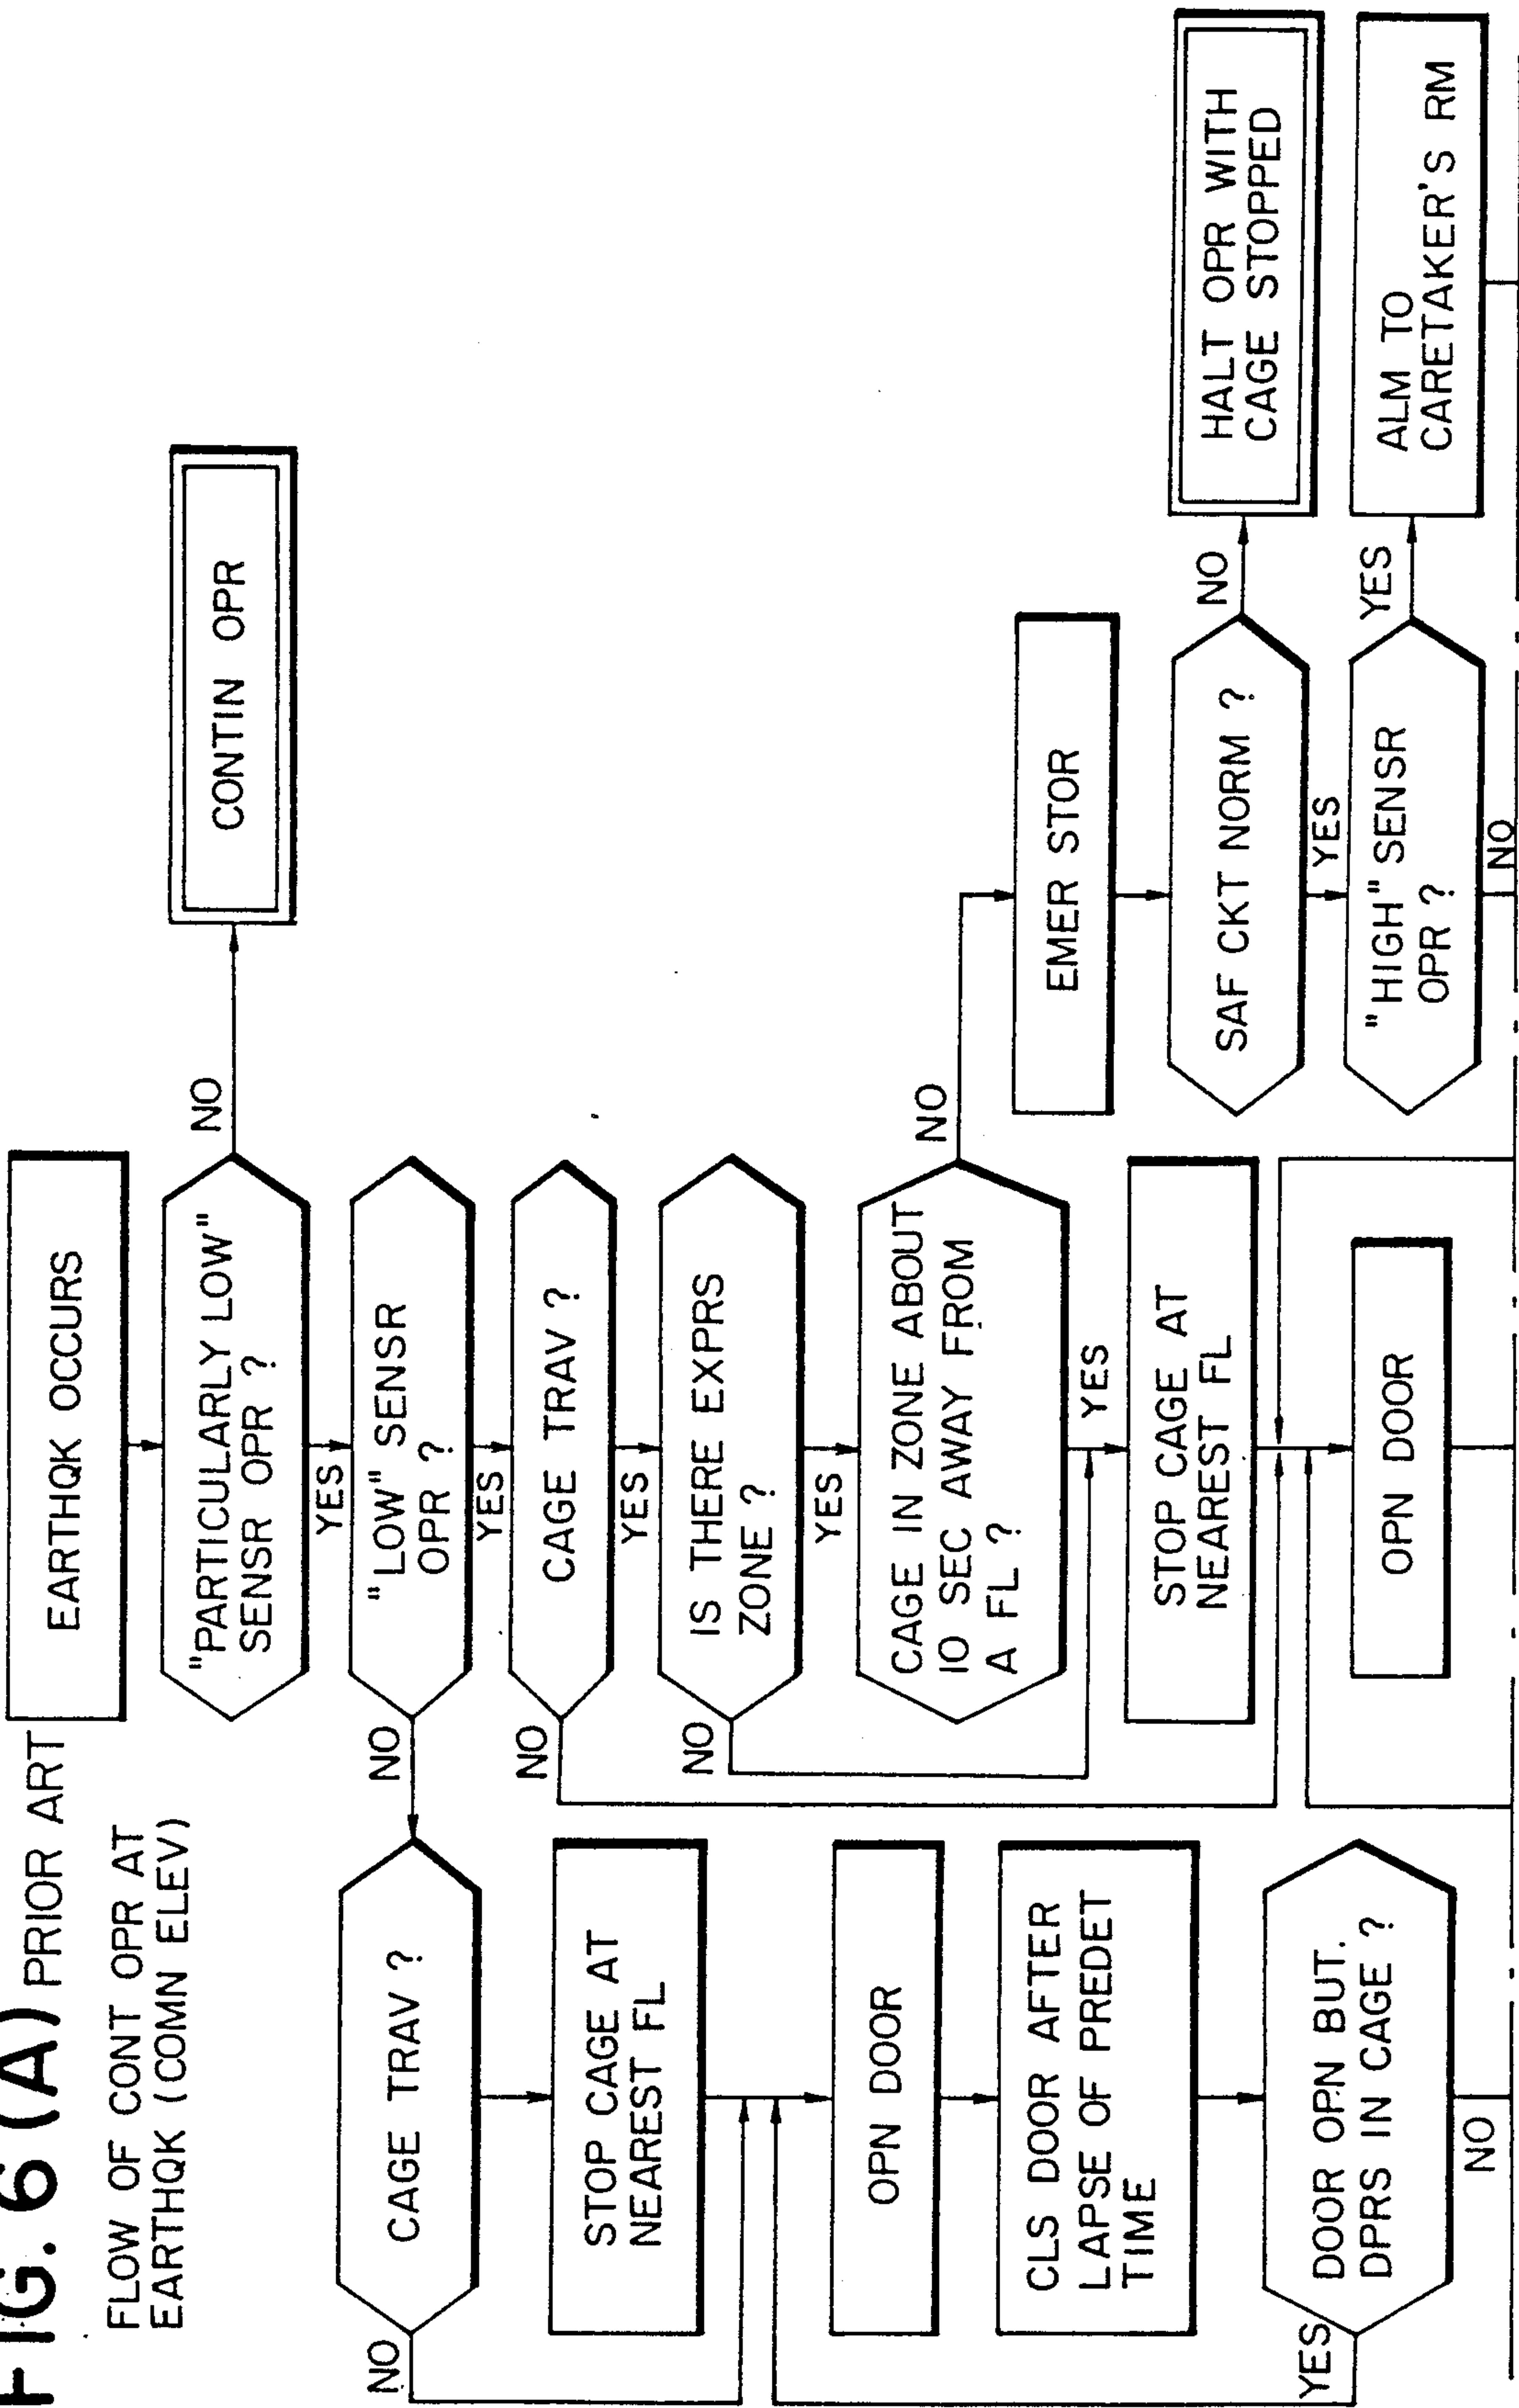 FIG. 6 (A) PRIOR ART
FLOW OF CONT OPR AT
EARTHQK (COMN ELEV)
EARTHQK OCCURS
"PARTICULARLY LOW"
SENSR OPR ?
NO
CONTIN OPR
YES
"LOW" SENSR
OPR ?
NO
YES
CAGE TRAV ?
NO
YES
IS THERE EXPRS
ZONE ?
NO
YES
CAGE IN ZONE ABOUT
10 SEC AWAY FROM
A FL ?
NO
YES
STOP CAGE AT
NEAREST FL
OPN DOOR
EMER STOR
SAF CKT NORM ?
NO
HALT OPR WITH
CAGE STOPPED
YES
"HIGH" SENSR
OPR ?
YES
ALM TO
CARETAKER'S RM
NO
CAGE TRAV ?
NO
STOP CAGE AT
NEAREST FL
OPN DOOR
CLS DOOR AFTER
LAPSE OF PREDET
TIME
DOOR OPN BUT.
DPRS IN CAGE ?
YES
NO